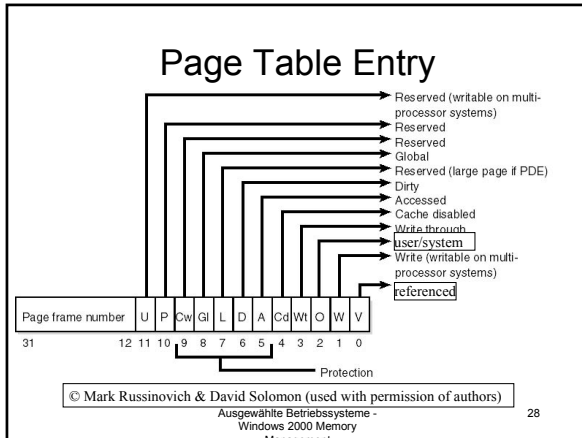 Page Table Entry
Reserved (writable on multi-
processor systems)
Reserved
Reserved
Global
Reserved (large page if PDE)
Dirty
Accessed
Cache disabled
Write through
user/system
Write (writable on multi-
processor systems)
referenced
Page frame number U P Cw Gl L D A Cd Wt O W V
31 12 11 10 9 8 7 6 5 4 3 2 1 0
Protection
© Mark Russinovich & David Solomon (used with permission of authors)
Ausgewählte Betriebssysteme - 28
Windows 2000 Memory
Management